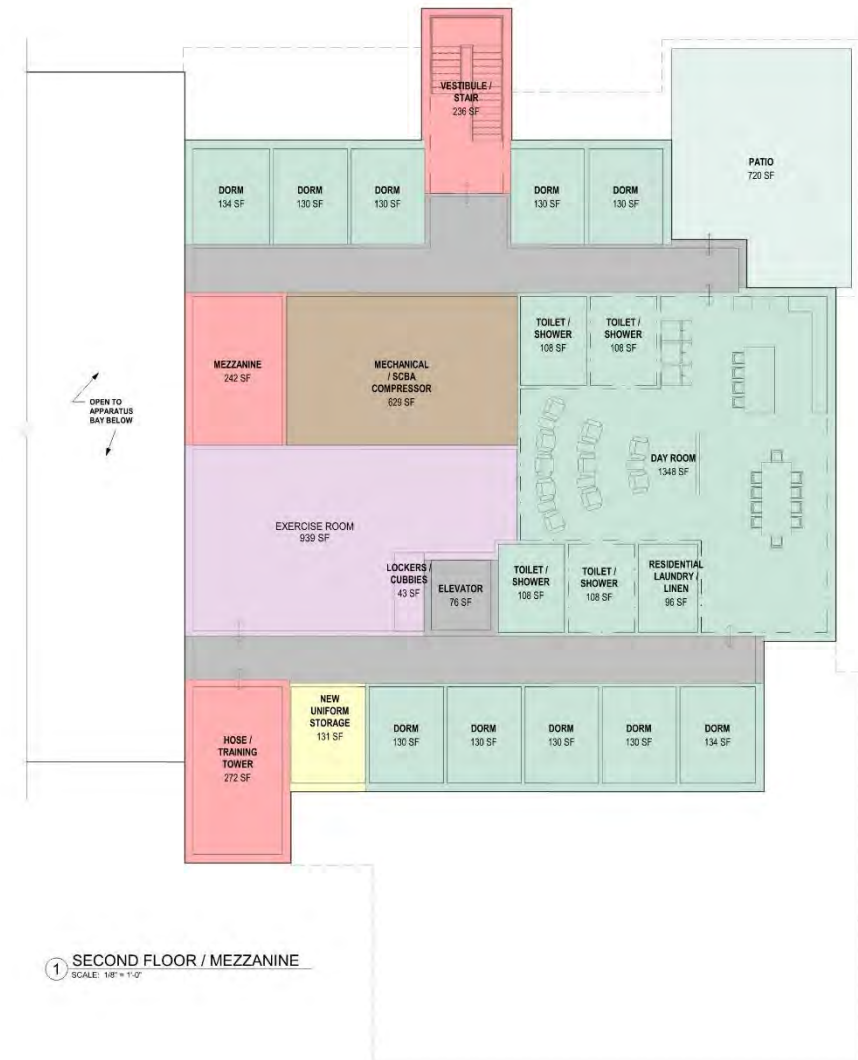 VESTIBULE /
STAIR
236 SF
PATIO
720 SF
DORM
134 SF
DORM
130 SF
DORM
130 SF
DORM
130 SF
DORM
130 SF
MEZZANINE
242 SF
MECHANICAL
/ SCBA
COMPRESSOR
629 SF
TOILET /
SHOWER
108 SF
TOILET /
SHOWER
108 SF
OPEN TO
APPARATUS
BAY BELOW
DAY ROOM
1348 SF
EXERCISE ROOM
939 SF
LOCKERS /
CUBBIES
43 SF
ELEVATOR
76 SF
TOILET /
SHOWER
108 SF
TOILET /
SHOWER
108 SF
RESIDENTIAL
LAUNDRY /
LINEN
96 SF
HOSE /
TRAINING
TOWER
272 SF
NEW
UNIFORM
STORAGE
131 SF
DORM
130 SF
DORM
130 SF
DORM
130 SF
DORM
130 SF
DORM
134 SF
1 SECOND FLOOR / MEZZANINE
SCALE: 1/8" = 1'-0"